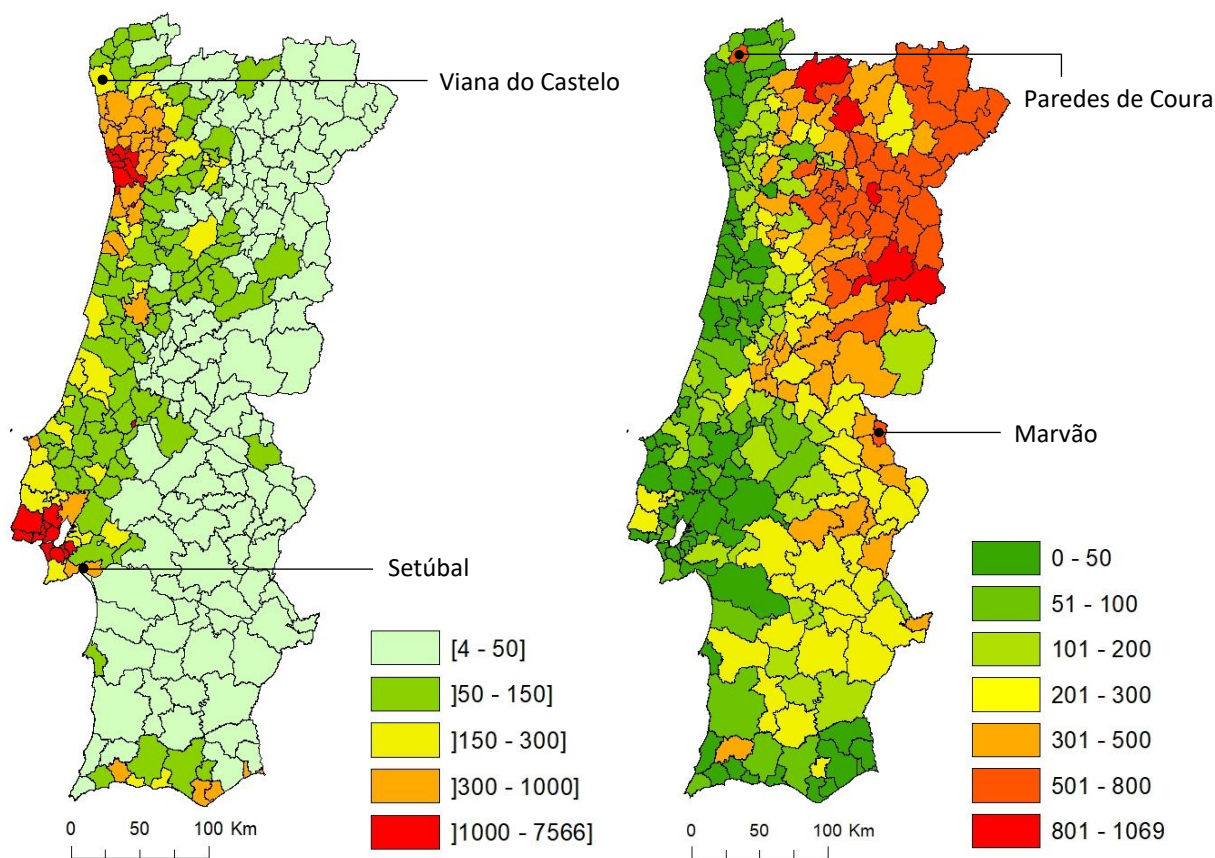 Viana do Castelo
Setúbal
[4 - 50]
]50 - 150]
]150 - 300]
]300 - 1000]
]1000 - 7566]
0 50 100 Km
Paredes de Coura
Marvão
0 - 50
51 - 100
101 - 200
201 - 300
301 - 500
501 - 800
801 - 1069
0 50 100 Km